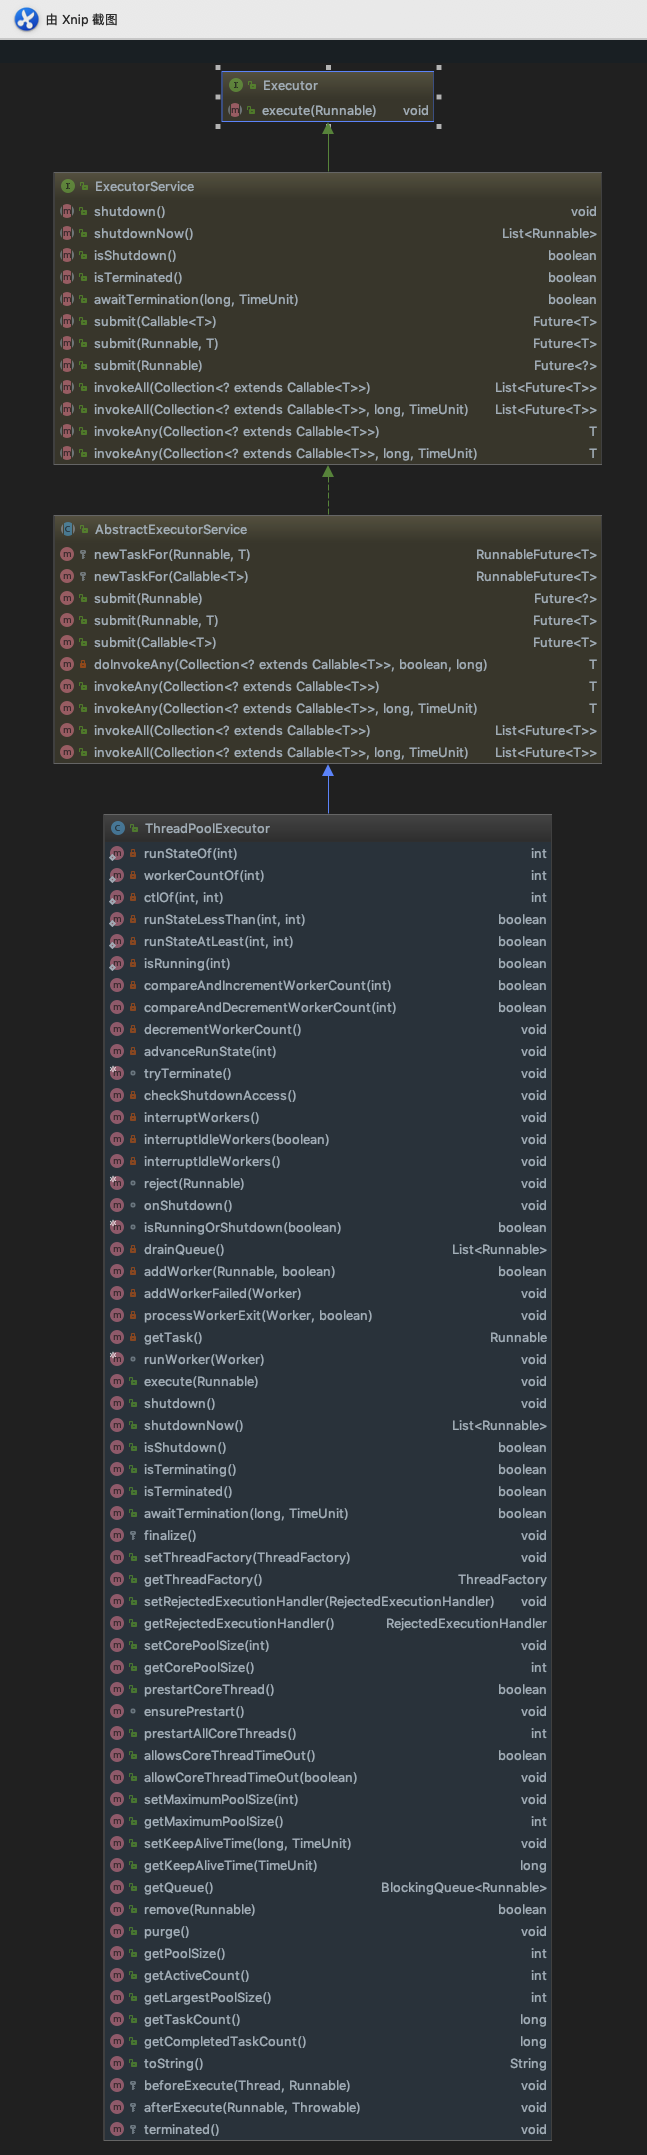 由 Xnip 截图
Executor
execute(Runnable) void
ExecutorService
shutdown() void
shutdownNow() List<Runnable>
isShutdown() boolean
isTerminated() boolean
awaitTermination(long, TimeUnit) boolean
submit(Callable<T>) Future<T>
submit(Runnable, T) Future<T>
submit(Runnable) Future<?>
invokeAll(Collection<? extends Callable<T>>) List<Future<T>>
invokeAll(Collection<? extends Callable<T>>, long, TimeUnit) List<Future<T>>
invokeAny(Collection<? extends Callable<T>>) T
invokeAny(Collection<? extends Callable<T>>, long, TimeUnit) T
AbstractExecutorService
newTaskFor(Runnable, T) RunnableFuture<T>
newTaskFor(Callable<T>) RunnableFuture<T>
submit(Runnable) Future<?>
submit(Runnable, T) Future<T>
submit(Callable<T>) Future<T>
doInvokeAny(Collection<? extends Callable<T>>, boolean, long) T
invokeAny(Collection<? extends Callable<T>>) T
invokeAny(Collection<? extends Callable<T>>, long, TimeUnit) T
invokeAll(Collection<? extends Callable<T>>) List<Future<T>>
invokeAll(Collection<? extends Callable<T>>, long, TimeUnit) List<Future<T>>
ThreadPoolExecutor
runStateOf(int) int
workerCountOf(int) int
ctlOf(int, int) int
runStateLessThan(int, int) boolean
runStateAtLeast(int, int) boolean
isRunning(int) boolean
compareAndIncrementWorkerCount(int) boolean
compareAndDecrementWorkerCount(int) boolean
decrementWorkerCount() void
advanceRunState(int) void
tryTerminate() void
checkShutdownAccess() void
interruptWorkers() void
interruptIdleWorkers(boolean) void
interruptIdleWorkers() void
reject(Runnable) void
onShutdown() void
isRunningOrShutdown(boolean) boolean
drainQueue() List<Runnable>
addWorker(Runnable, boolean) boolean
addWorkerFailed(Worker) void
processWorkerExit(Worker, boolean) void
getTask() Runnable
runWorker(Worker) void
execute(Runnable) void
shutdown() void
shutdownNow() List<Runnable>
isShutdown() boolean
isTerminating() boolean
isTerminated() boolean
awaitTermination(long, TimeUnit) boolean
finalize() void
setThreadFactory(ThreadFactory) void
getThreadFactory() ThreadFactory
setRejectedExecutionHandler(RejectedExecutionHandler) void
getRejectedExecutionHandler() RejectedExecutionHandler
setCorePoolSize(int) void
getCorePoolSize() int
prestartCoreThread() boolean
ensurePrestart() void
prestartAllCoreThreads() int
allowsCoreThreadTimeOut() boolean
allowCoreThreadTimeOut(boolean) void
setMaximumPoolSize(int) void
getMaximumPoolSize() int
setKeepAliveTime(long, TimeUnit) void
getKeepAliveTime(TimeUnit) long
getQueue() BlockingQueue<Runnable>
remove(Runnable) boolean
purge() void
getPoolSize() int
getActiveCount() int
getLargestPoolSize() int
getTaskCount() long
getCompletedTaskCount() long
toString() String
beforeExecute(Thread, Runnable) void
afterExecute(Runnable, Throwable) void
terminated() void